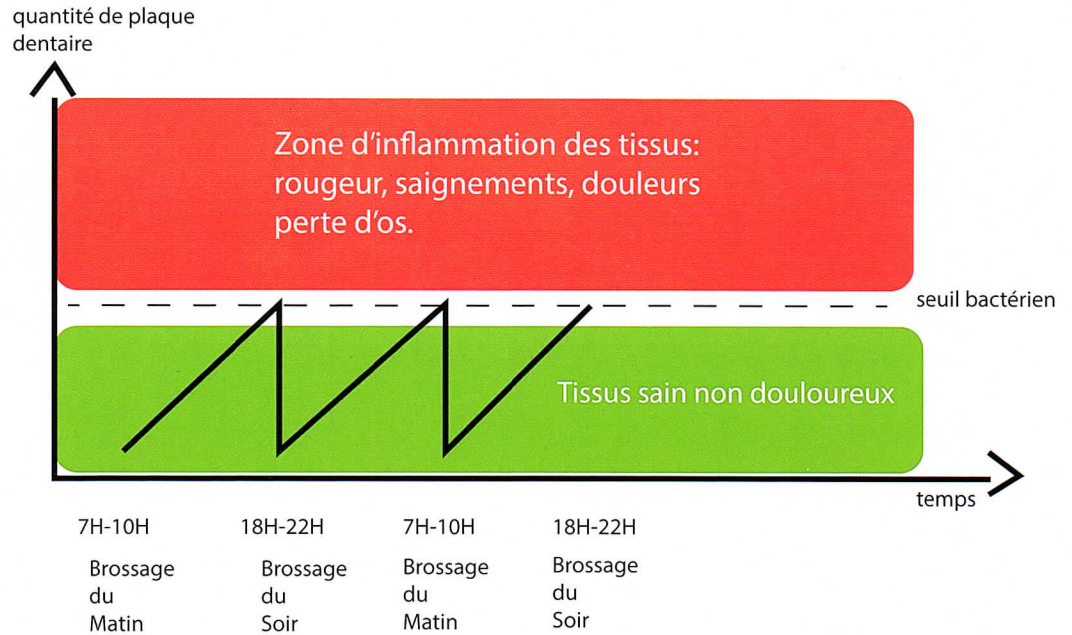 quantité de plaque
dentaire
Zone d'inflammation des tissus:
rougeur, saignements, douleurs
perte d'os.
seuil bactérien
Tissus sain non douloureux
temps
7H-10H
18H-22H
7H-10H
18H-22H
Brossage
du
Matin
Brossage
du
Soir
Brossage
du
Matin
Brossage
du
Soir